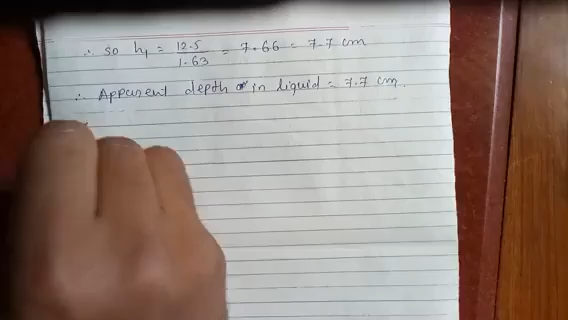 ∴ so h₁ = 12.5 / 1.63 = 7.66 = 7.7 cm
∴ Apparent depth in liquid = 7.7 cm.